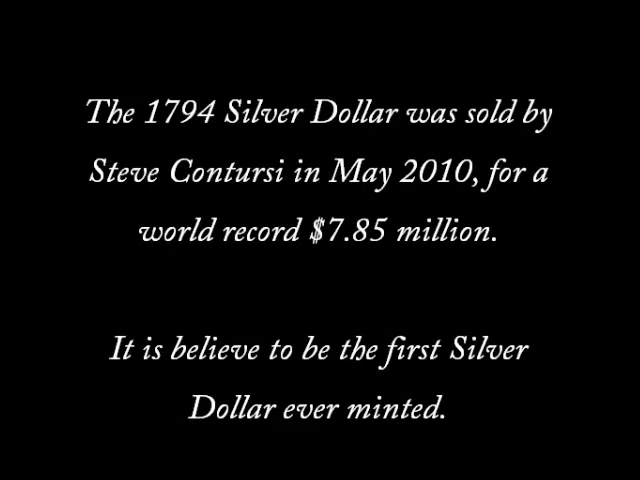 The 1794 Silver Dollar was sold by
Steve Contursi in May 2010, for a
world record $7.85 million.
It is believe to be the first Silver
Dollar ever minted.